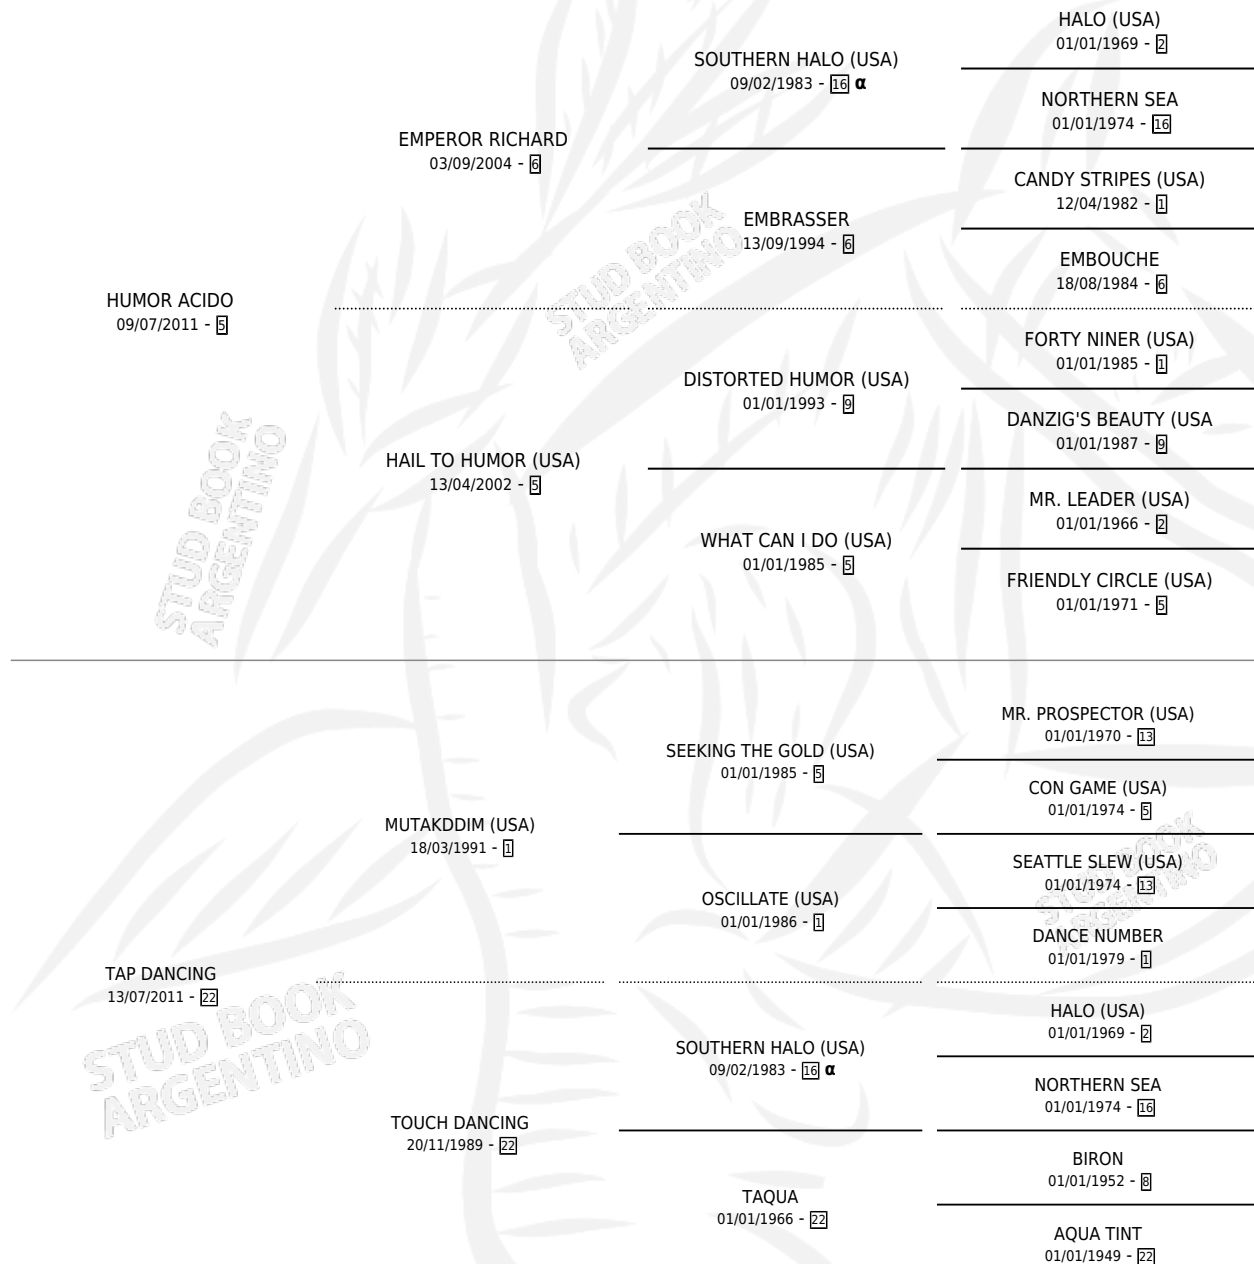 HALO (USA)
01/01/1969 - 2
SOUTHERN HALO (USA)
09/02/1983 - 16 α
NORTHERN SEA
01/01/1974 - 16
EMPEROR RICHARD
03/09/2004 - 6
CANDY STRIPES (USA)
12/04/1982 - 1
EMBRASSER
13/09/1994 - 6
EMBOUCHE
18/08/1984 - 6
HUMOR ACIDO
09/07/2011 - 5
FORTY NINER (USA)
01/01/1985 - 1
DISTORTED HUMOR (USA)
01/01/1993 - 9
DANZIG'S BEAUTY (USA
01/01/1987 - 9
HAIL TO HUMOR (USA)
13/04/2002 - 5
MR. LEADER (USA)
01/01/1966 - 2
WHAT CAN I DO (USA)
01/01/1985 - 5
FRIENDLY CIRCLE (USA)
01/01/1971 - 5
MR. PROSPECTOR (USA)
01/01/1970 - 13
SEEKING THE GOLD (USA)
01/01/1985 - 5
CON GAME (USA)
01/01/1974 - 5
MUTAKDDIM (USA)
18/03/1991 - 1
SEATTLE SLEW (USA)
01/01/1974 - 13
OSCILLATE (USA)
01/01/1986 - 1
DANCE NUMBER
01/01/1979 - 1
TAP DANCING
13/07/2011 - 22
HALO (USA)
01/01/1969 - 2
SOUTHERN HALO (USA)
09/02/1983 - 16 α
NORTHERN SEA
01/01/1974 - 16
TOUCH DANCING
20/11/1989 - 22
BIRON
01/01/1952 - 8
TAQUA
01/01/1966 - 22
AQUA TINT
01/01/1949 - 22
STUD BOOK
ARGENTINO
STUD BOOK
ARGENTINO
STUD BOOK
ARGENTINO
STUD BOOK
ARGENTINO